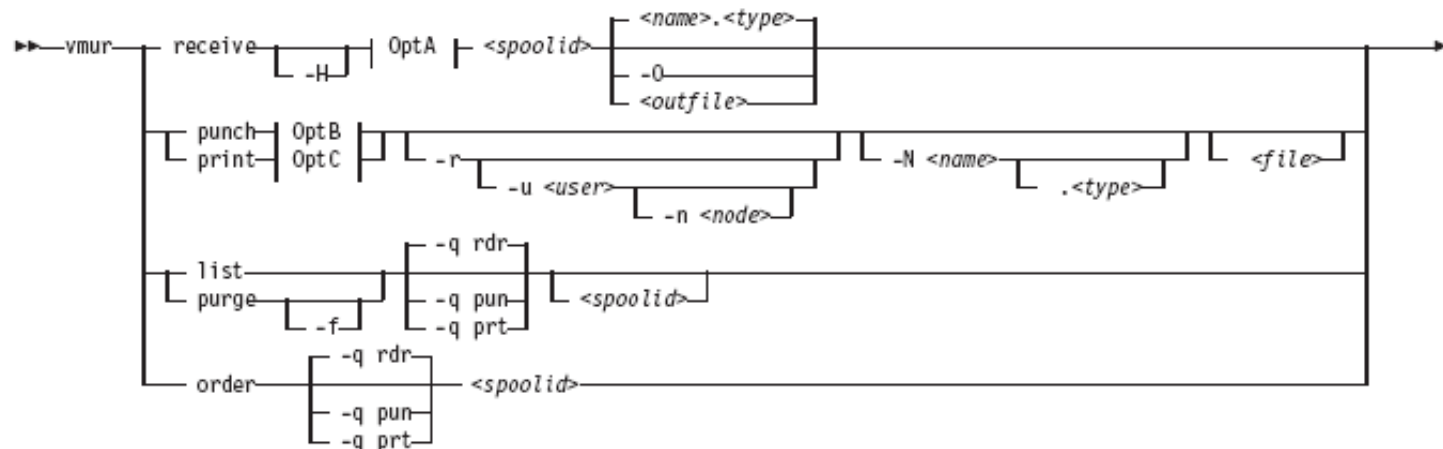 <name>.<type>
vmur receive -H OptA <spoolid>
-O
<outfile>
punch OptB
print OptC -r -N <name> <file>
-u <user> .<type>
-n <node>
-q rdr
list
purge -q pun <spoolid>
-f -q prt
-q rdr
order <spoolid>
-q pun
-q prt